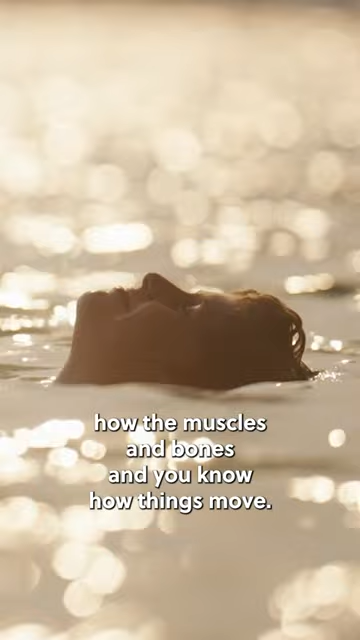 how the muscles
and bones
and you know
how things move.